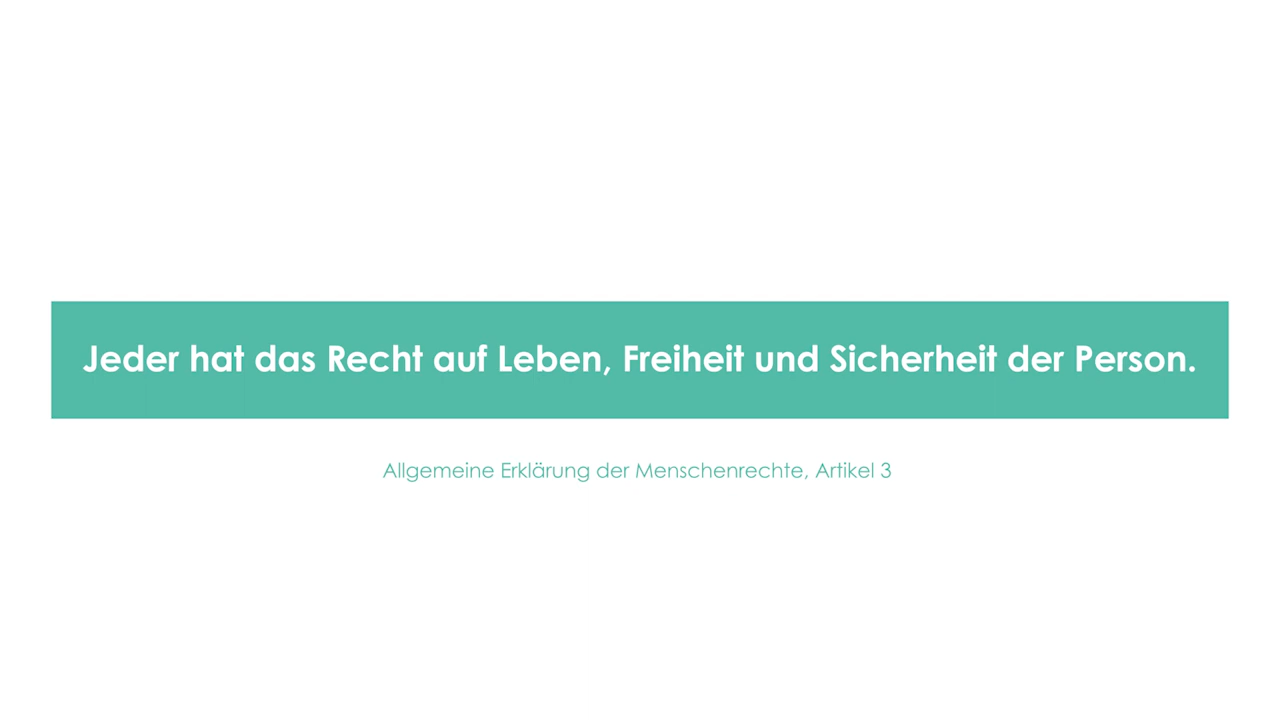 Jeder hat das Recht auf Leben, Freiheit und Sicherheit der Person.
Allgemeine Erklärung der Menschenrechte, Artikel 3